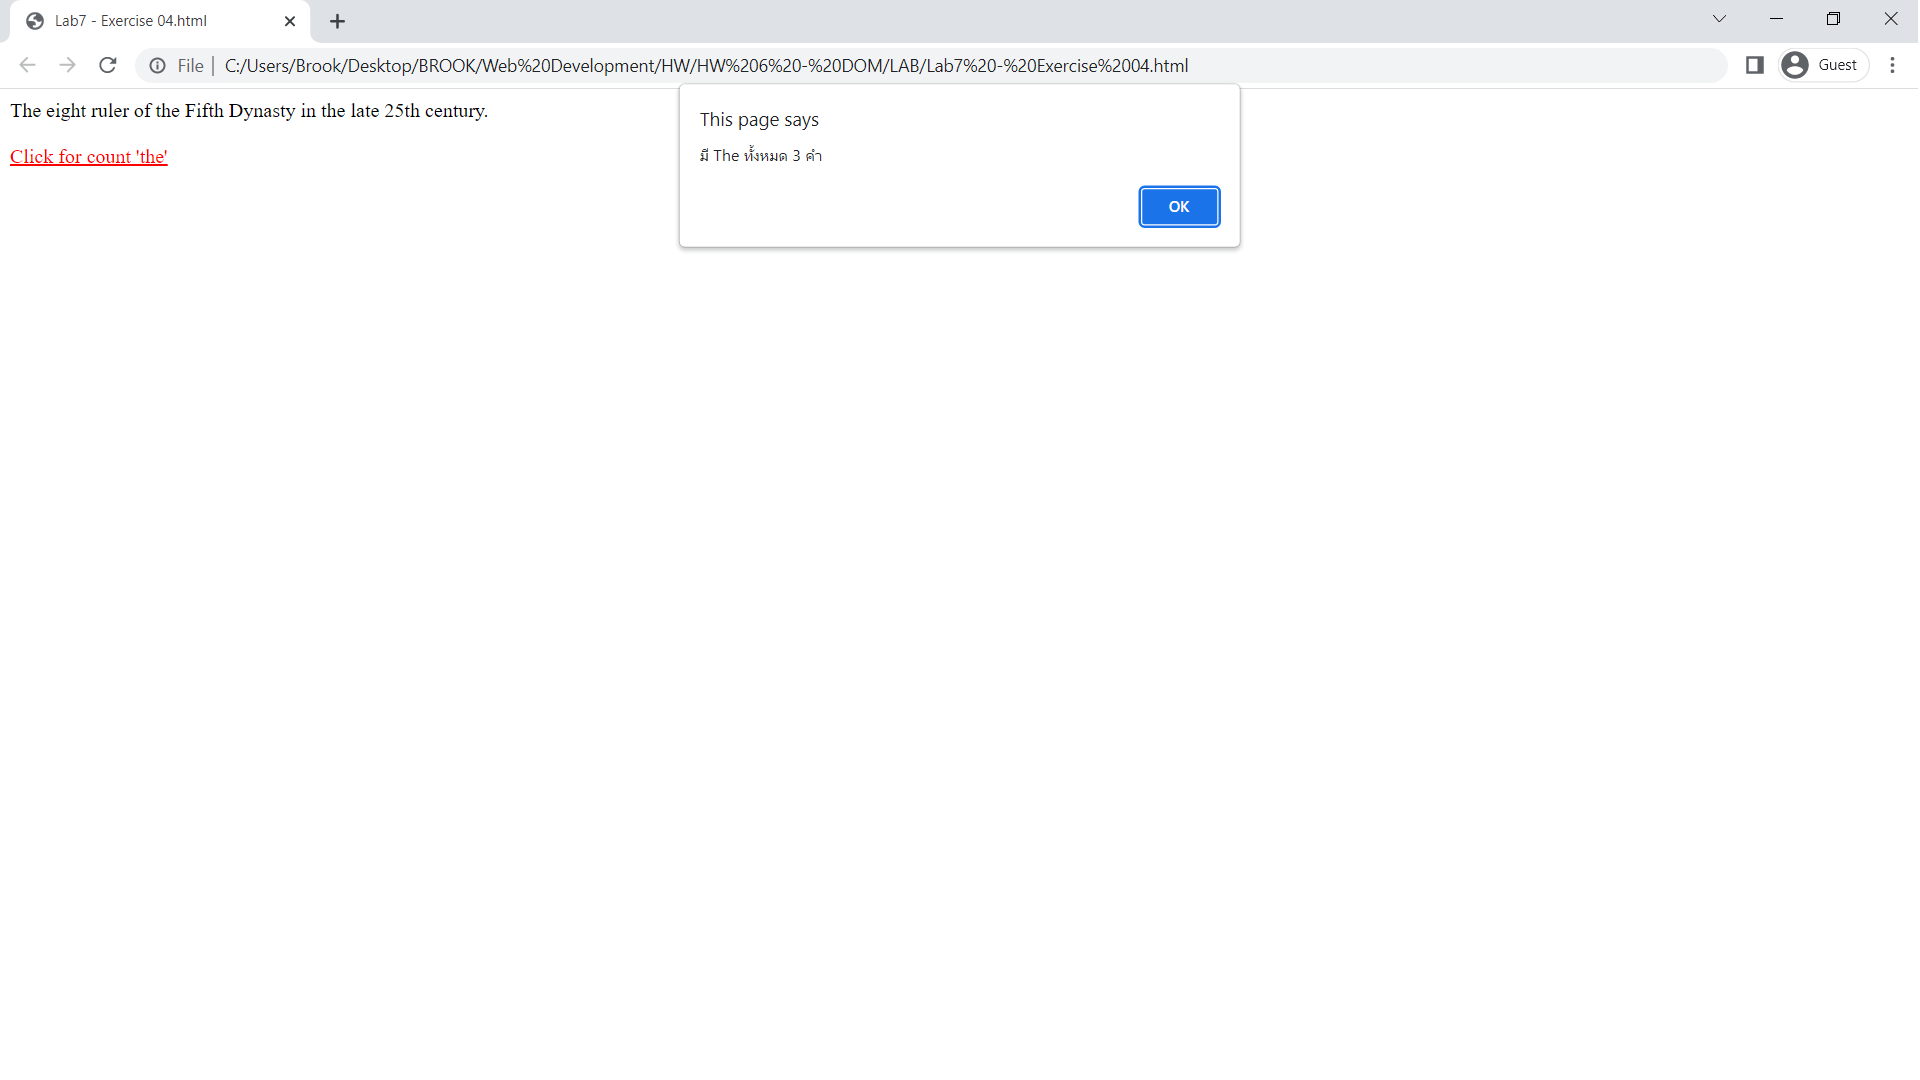 Lab7 - Exercise 04.html
File | C:/Users/Brook/Desktop/BROOK/Web%20Development/HW/HW%206%20-%20DOM/LAB/Lab7%20-%20Exercise%2004.html
Guest
The eight ruler of the Fifth Dynasty in the late 25th century.
Click for count 'the'
This page says
มี The ทั้งหมด 3 คำ
OK